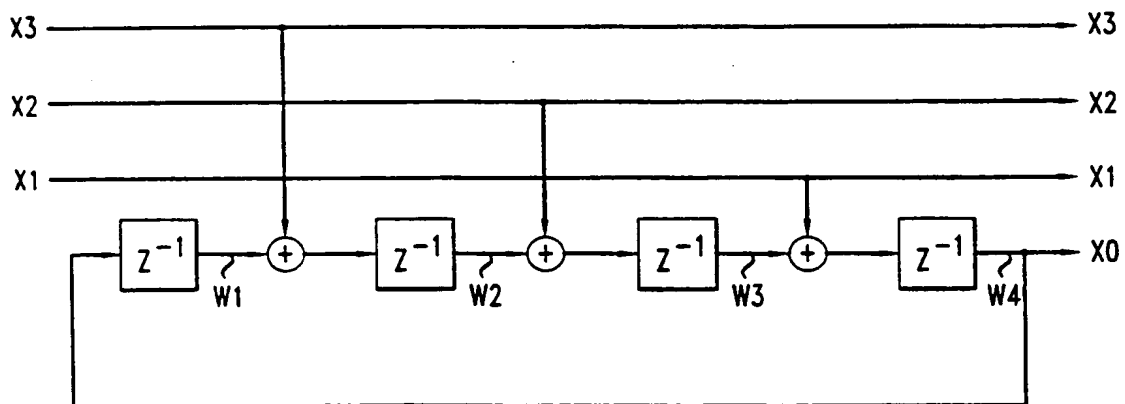 X3 X3
X2 X2
X1 X1
Z⁻¹ + Z⁻¹ + Z⁻¹ + Z⁻¹ X0
W1 W2 W3 W4